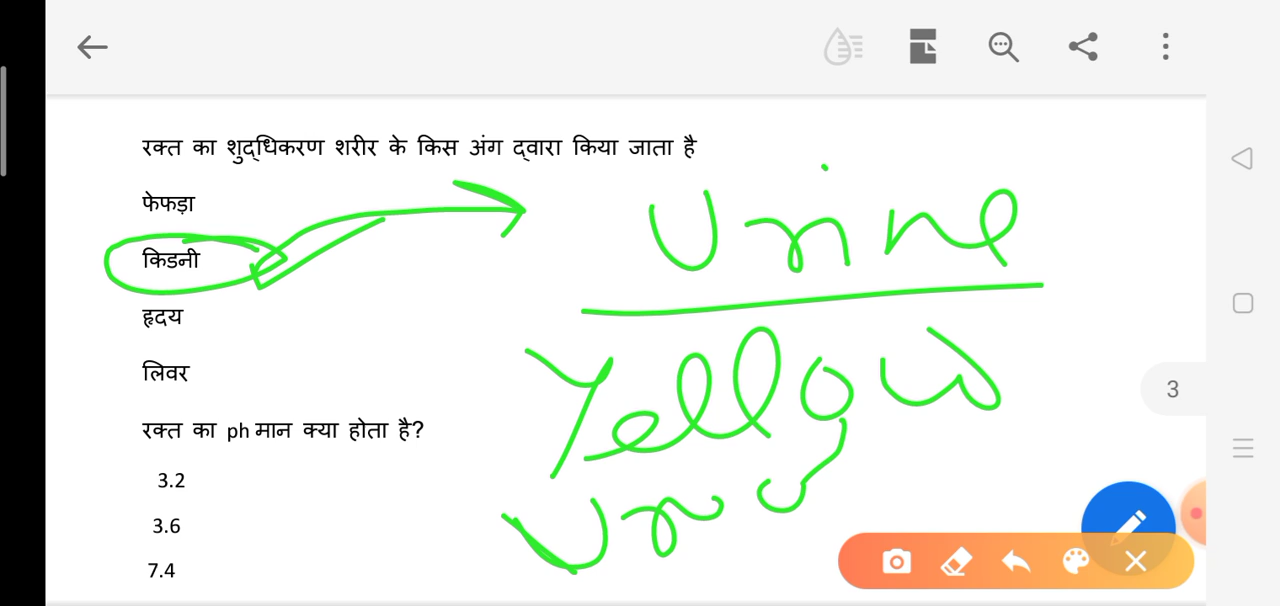 रक्त का शुद्धिकरण शरीर के किस अंग द्वारा किया जाता है
फेफड़ा
किडनी
हृदय
लिवर
रक्त का ph मान क्या होता है?
3.2
3.6
7.4
Urine
Yellow
3